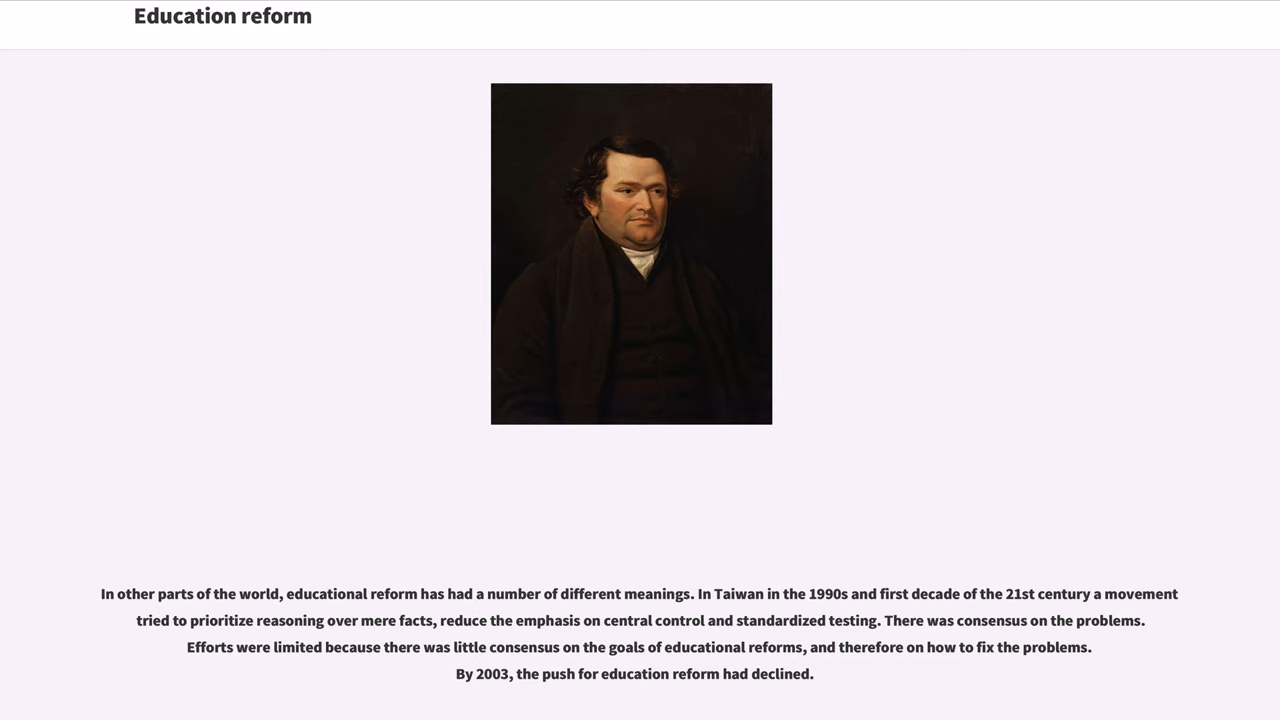 Education reform
In other parts of the world, educational reform has had a number of different meanings. In Taiwan in the 1990s and first decade of the 21st century a movement
tried to prioritize reasoning over mere facts, reduce the emphasis on central control and standardized testing. There was consensus on the problems.
Efforts were limited because there was little consensus on the goals of educational reforms, and therefore on how to fix the problems.
By 2003, the push for education reform had declined.